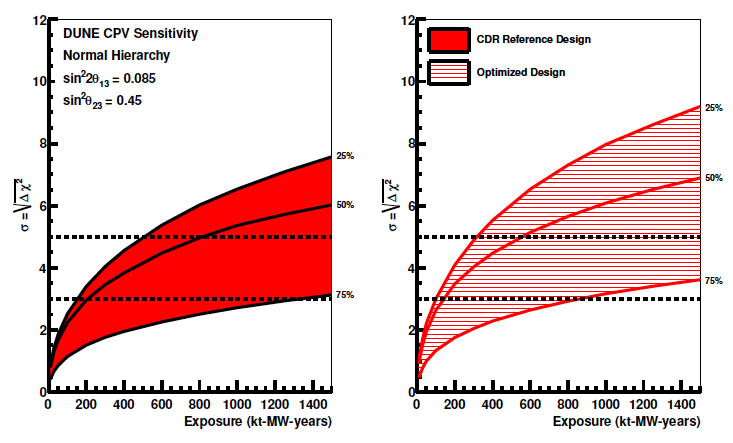 DUNE CPV Sensitivity
Normal Hierarchy
sin²2θ₁₃ = 0.085
sin²θ₂₃ = 0.45
12
10
8
6
4
2
0
σ = √Δχ²
25%
50%
75%
0 200 400 600 800 1000 1200 1400
Exposure (kt-MW-years)
CDR Reference Design
Optimized Design
12
10
8
6
4
2
0
σ = √Δχ²
25%
50%
75%
0 200 400 600 800 1000 1200 1400
Exposure (kt-MW-years)